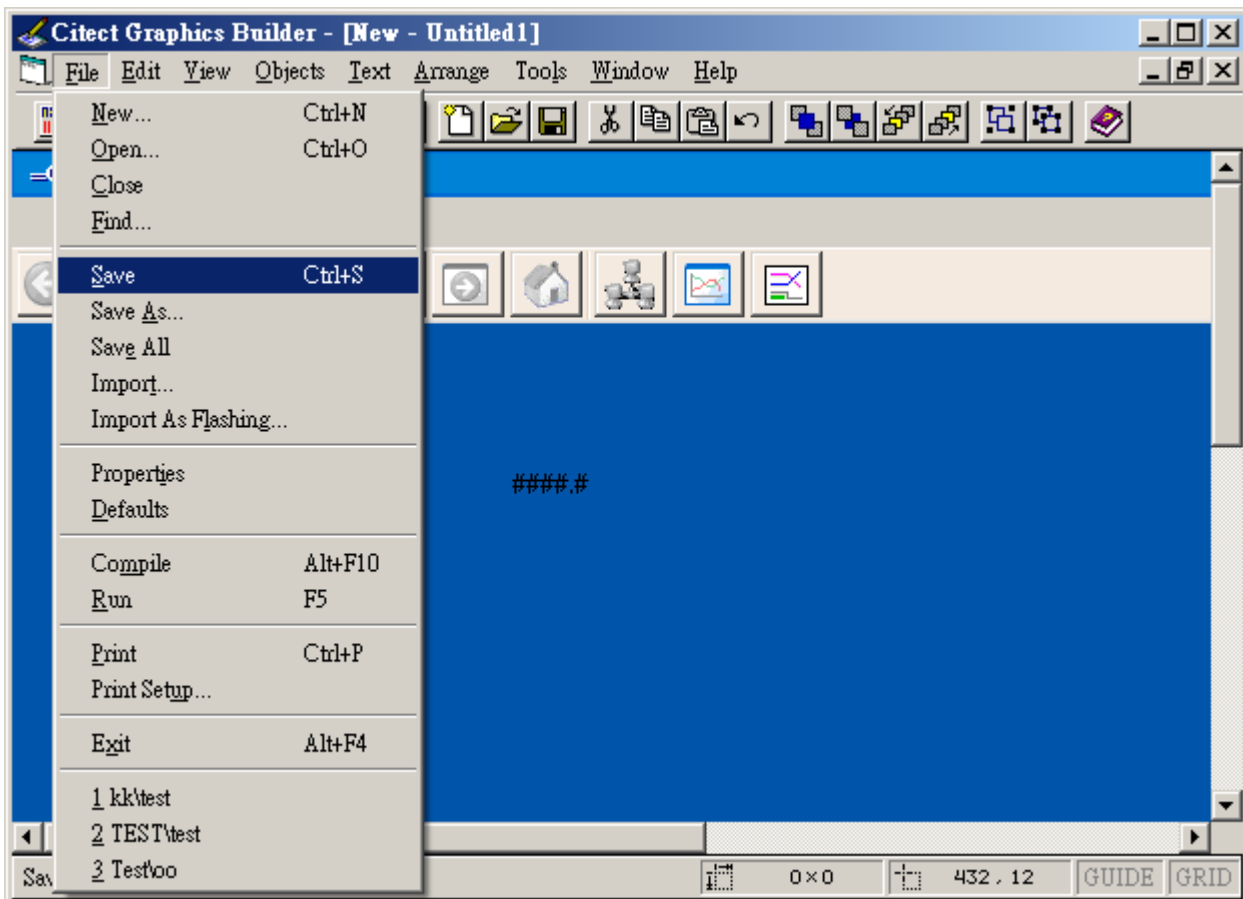 Citect Graphics Builder - [New - Untitled1]
File Edit View Objects Text Arrange Tools Window Help
New... Ctrl+N
Open... Ctrl+O
Close
Find...
Save Ctrl+S
Save As...
Save All
Import...
Import As Flashing...
Properties
Defaults
####.#
Compile Alt+F10
Run F5
Print Ctrl+P
Print Setup...
Exit Alt+F4
1 kk\test
2 TEST\test
3 Test\oo
0×0 432 , 12 GUIDE GRID